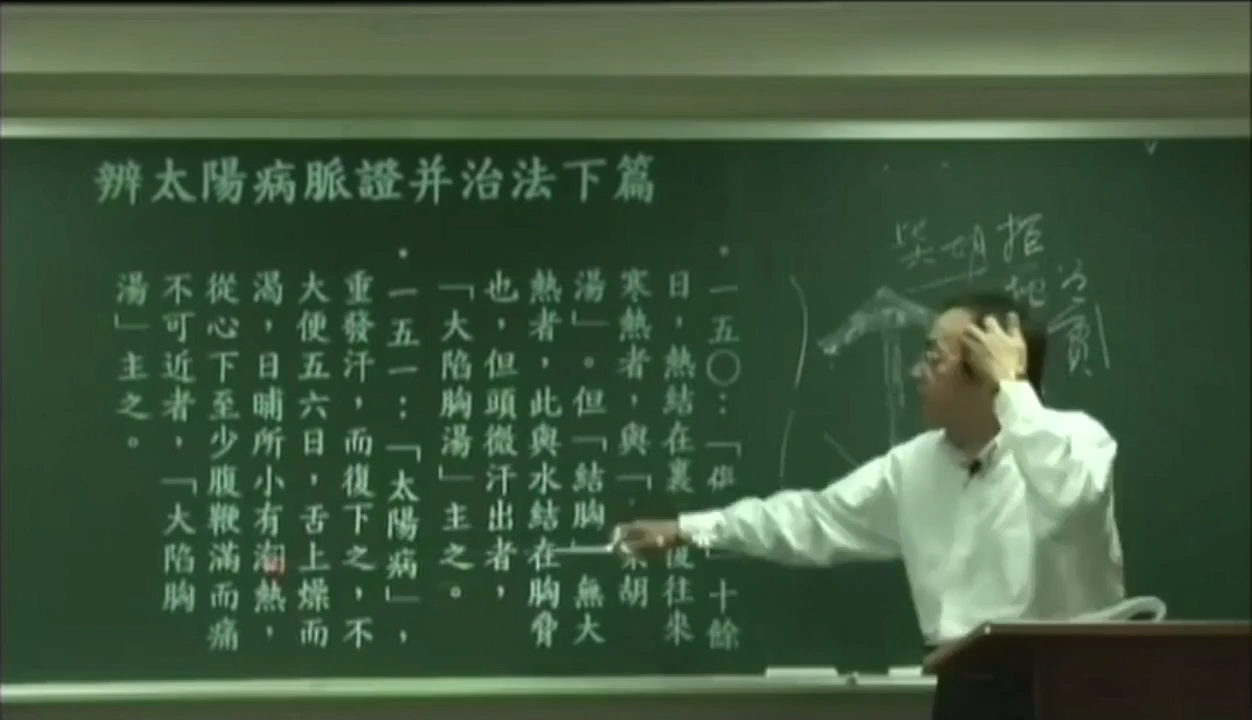 辨太陽病脈證并治法下篇
・一五〇：「傷 十餘
日，熱結在裏 復往來
寒熱者，與「 柴胡
湯」。但「結胸」 無大
熱者，此與水結在胸脅
也，但頭微汗出者，
「大陷胸湯」主之。
・一五一：「太陽病」，
重發汗，而復下之，不
大便五六日，舌上燥而
渴，日晡所小有潮熱，
從心下至少腹鞕滿而痛
不可近者，「大陷胸
湯」主之。
柴胡 桂